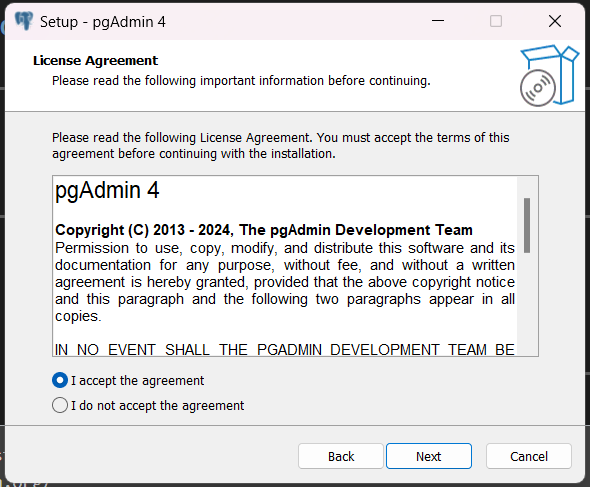 Setup - pgAdmin 4
License Agreement
Please read the following important information before continuing.
Please read the following License Agreement. You must accept the terms of this
agreement before continuing with the installation.
pgAdmin 4
Copyright (C) 2013 - 2024, The pgAdmin Development Team
Permission to use, copy, modify, and distribute this software and its
documentation for any purpose, without fee, and without a written
agreement is hereby granted, provided that the above copyright notice
and this paragraph and the following two paragraphs appear in all
copies.
IN NO EVENT SHALL THE PGADMIN DEVELOPMENT TEAM BE
I accept the agreement
I do not accept the agreement
Back
Next
Cancel